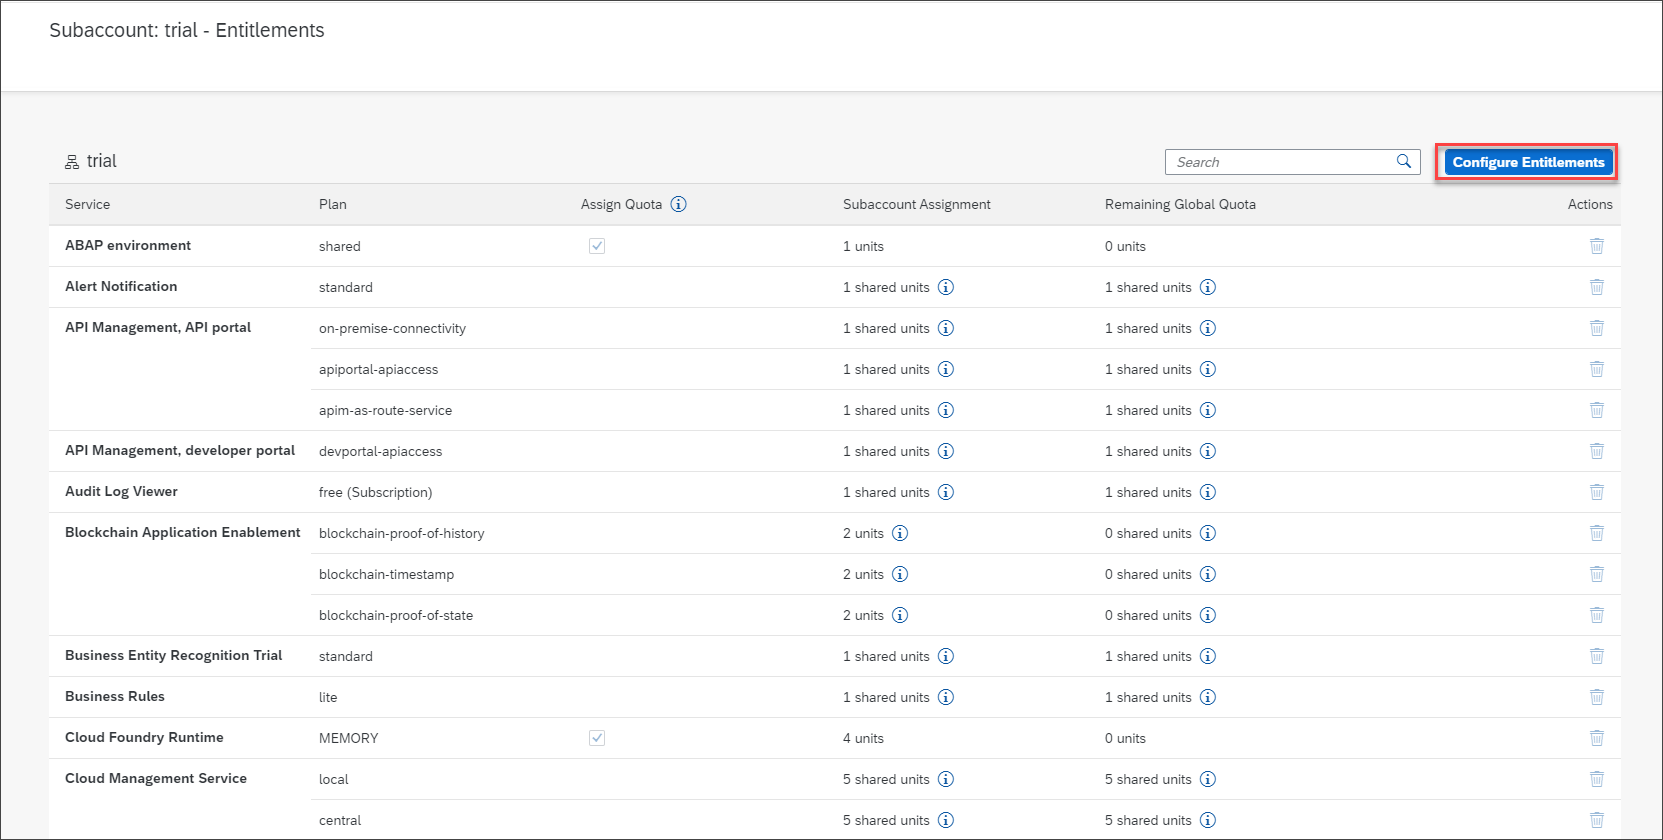 Subaccount: trial - Entitlements
trial
Search
Configure Entitlements
Service Plan Assign Quota Subaccount Assignment Remaining Global Quota Actions
ABAP environment shared 1 units 0 units
Alert Notification standard 1 shared units 1 shared units
API Management, API portal on-premise-connectivity 1 shared units 1 shared units
apiportal-apiaccess 1 shared units 1 shared units
apim-as-route-service 1 shared units 1 shared units
API Management, developer portal devportal-apiaccess 1 shared units 1 shared units
Audit Log Viewer free (Subscription) 1 shared units 1 shared units
Blockchain Application Enablement blockchain-proof-of-history 2 units 0 shared units
blockchain-timestamp 2 units 0 shared units
blockchain-proof-of-state 2 units 0 shared units
Business Entity Recognition Trial standard 1 shared units 1 shared units
Business Rules lite 1 shared units 1 shared units
Cloud Foundry Runtime MEMORY 4 units 0 units
Cloud Management Service local 5 shared units 5 shared units
central 5 shared units 5 shared units